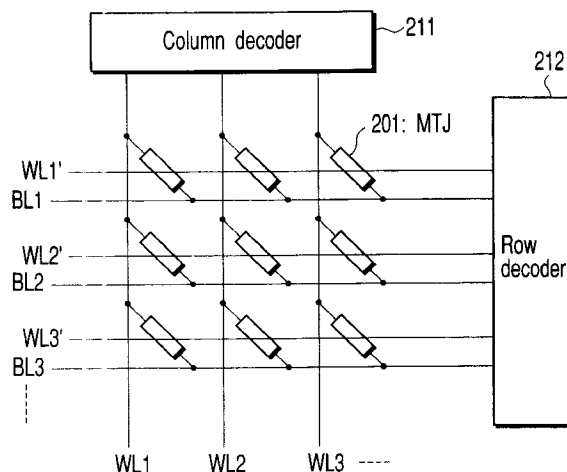 Column decoder
211
212
201: MTJ
WL1'
BL1
WL2'
BL2
Row
decoder
WL3'
BL3
WL1 WL2 WL3